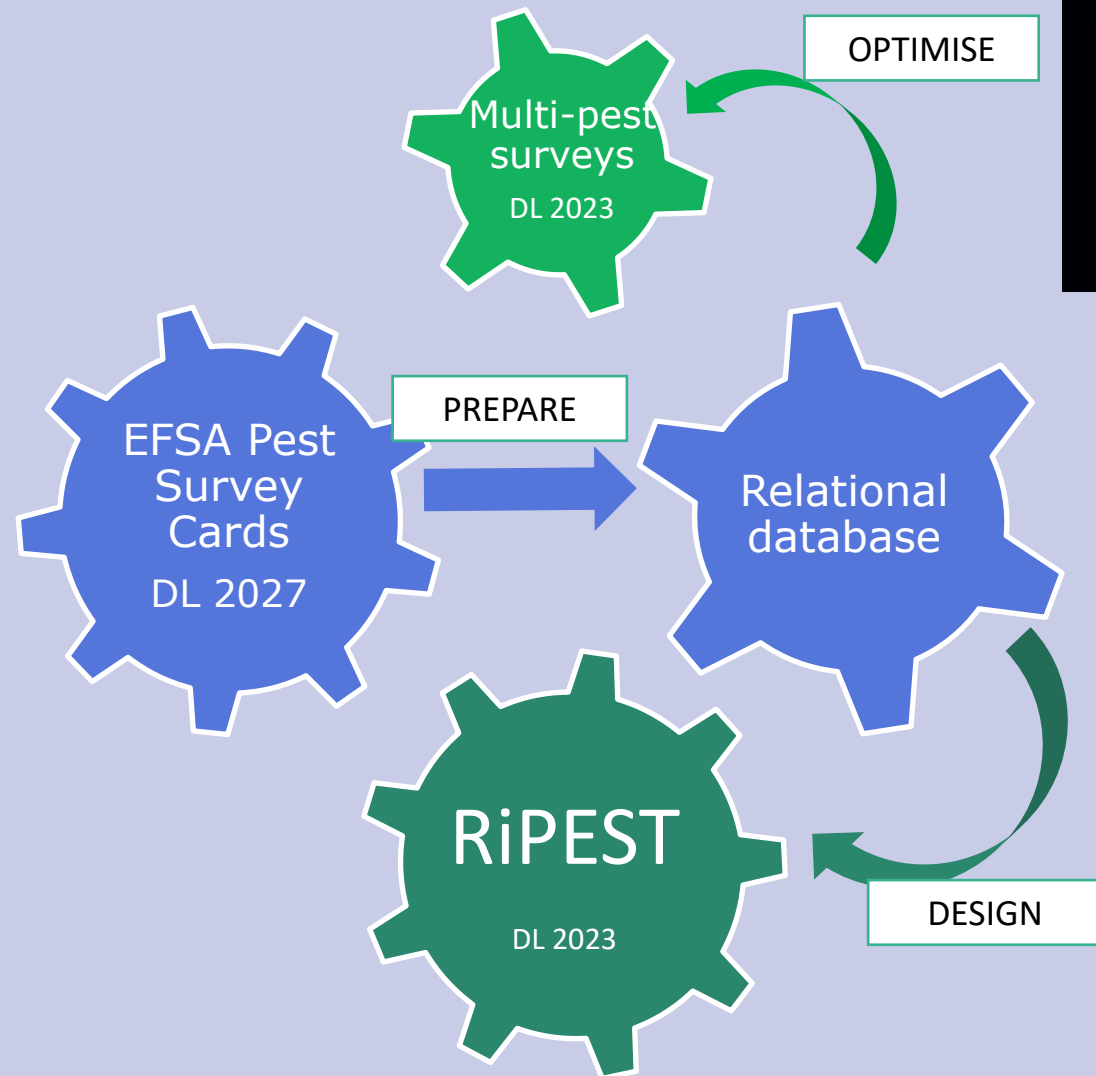 OPTIMISE
Multi-pest
surveys
DL 2023
PREPARE
EFSA Pest
Survey
Cards
DL 2027
Relational
database
RiPEST
DL 2023
DESIGN